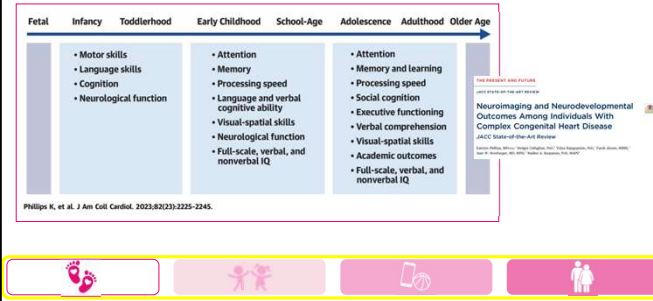 Fetal Infancy Toddlerhood Early Childhood School-Age Adolescence Adulthood Older Age
• Motor skills
• Language skills
• Cognition
• Neurological function
• Attention
• Memory
• Processing speed
• Language and verbal
cognitive ability
• Visual-spatial skills
• Neurological function
• Full-scale, verbal, and
nonverbal IQ
• Attention
• Memory and learning
• Processing speed
• Social cognition
• Executive functioning
• Verbal comprehension
• Visual-spatial skills
• Academic outcomes
• Full-scale, verbal, and
nonverbal IQ
THE PRESENT AND FUTURE
JACC STATE-OF-THE-ART REVIEW
Neuroimaging and Neurodevelopmental
Outcomes Among Individuals With
Complex Congenital Heart Disease
JACC State-of-the-Art Review
Phillips K, et al. J Am Coll Cardiol. 2023;82(23):2225-2245.